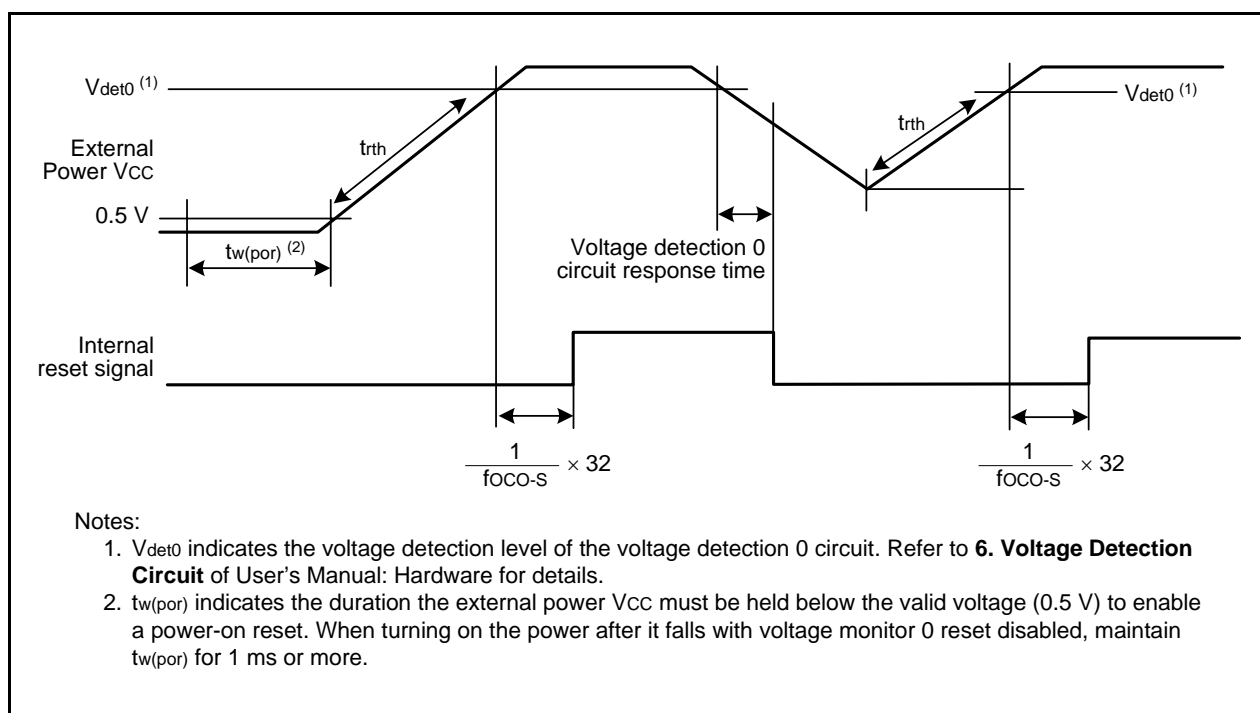 Vdet0 (1)
trth
External
Power VCC
0.5 V
tw(por) (2)
Voltage detection 0
circuit response time
trth
Vdet0 (1)
Internal
reset signal
1
fOCO-S
× 32
1
fOCO-S
× 32
Notes:
1. Vdet0 indicates the voltage detection level of the voltage detection 0 circuit. Refer to 6. Voltage Detection
Circuit of User's Manual: Hardware for details.
2. tw(por) indicates the duration the external power VCC must be held below the valid voltage (0.5 V) to enable
a power-on reset. When turning on the power after it falls with voltage monitor 0 reset disabled, maintain
tw(por) for 1 ms or more.